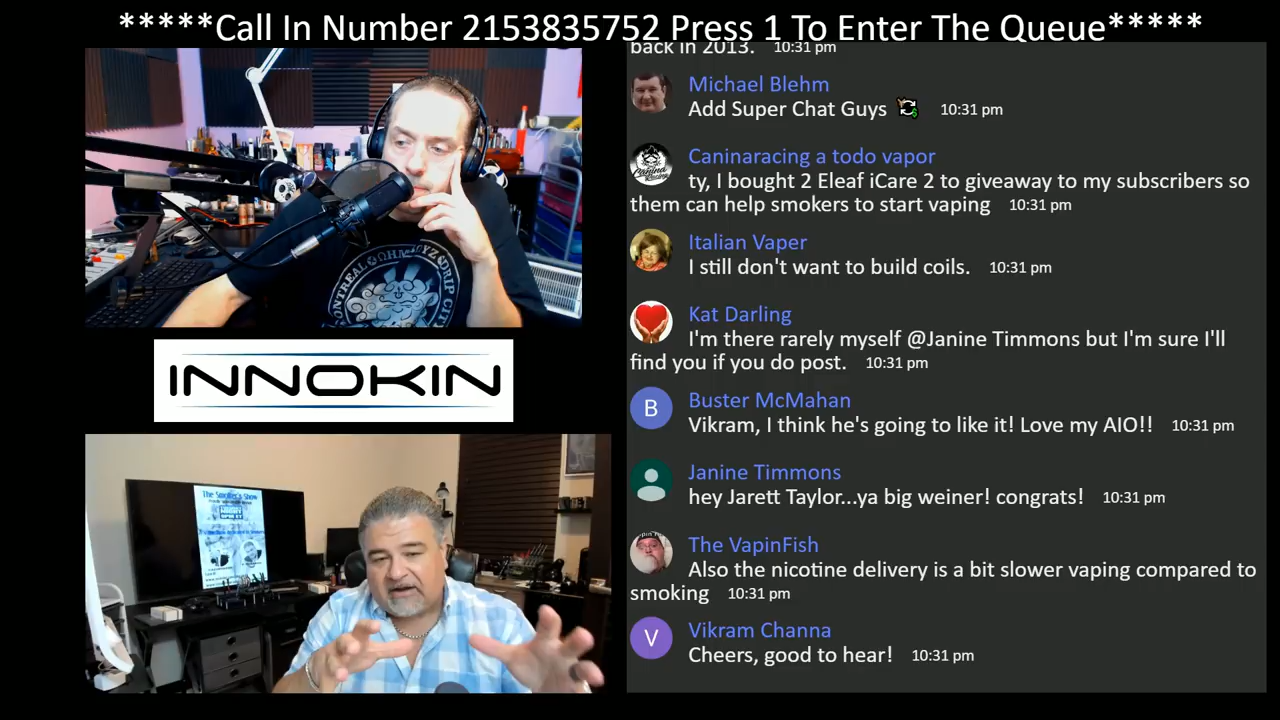 *****Call In Number 2153835752 Press 1 To Enter The Queue*****
back in 2013. 10:31 pm
Michael Blehm
Add Super Chat Guys 10:31 pm
Caninaracing a todo vapor
ty, I bought 2 Eleaf iCare 2 to giveaway to my subscribers so
them can help smokers to start vaping 10:31 pm
Italian Vaper
I still don't want to build coils. 10:31 pm
Kat Darling
I'm there rarely myself @Janine Timmons but I'm sure I'll
find you if you do post. 10:31 pm
B
Buster McMahan
Vikram, I think he's going to like it! Love my AIO!! 10:31 pm
Janine Timmons
hey Jarett Taylor...ya big weiner! congrats! 10:31 pm
The VapinFish
Also the nicotine delivery is a bit slower vaping compared to
smoking 10:31 pm
V
Vikram Channa
Cheers, good to hear! 10:31 pm
MONTREAL OHMBOYZ DRIP CITY
INNOKIN
The Smoker's Show